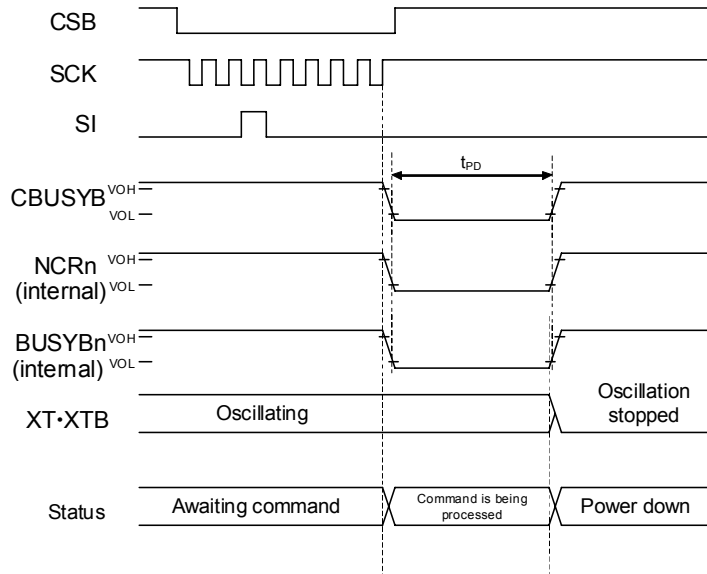 CSB
SCK
SI
tPD
CBUSYB VOH
VOL
NCRn VOH
(internal) VOL
BUSYBn VOH
(internal) VOL
XT•XTB
Oscillating
Oscillation
stopped
Status
Awaiting command
Command is being
processed
Power down